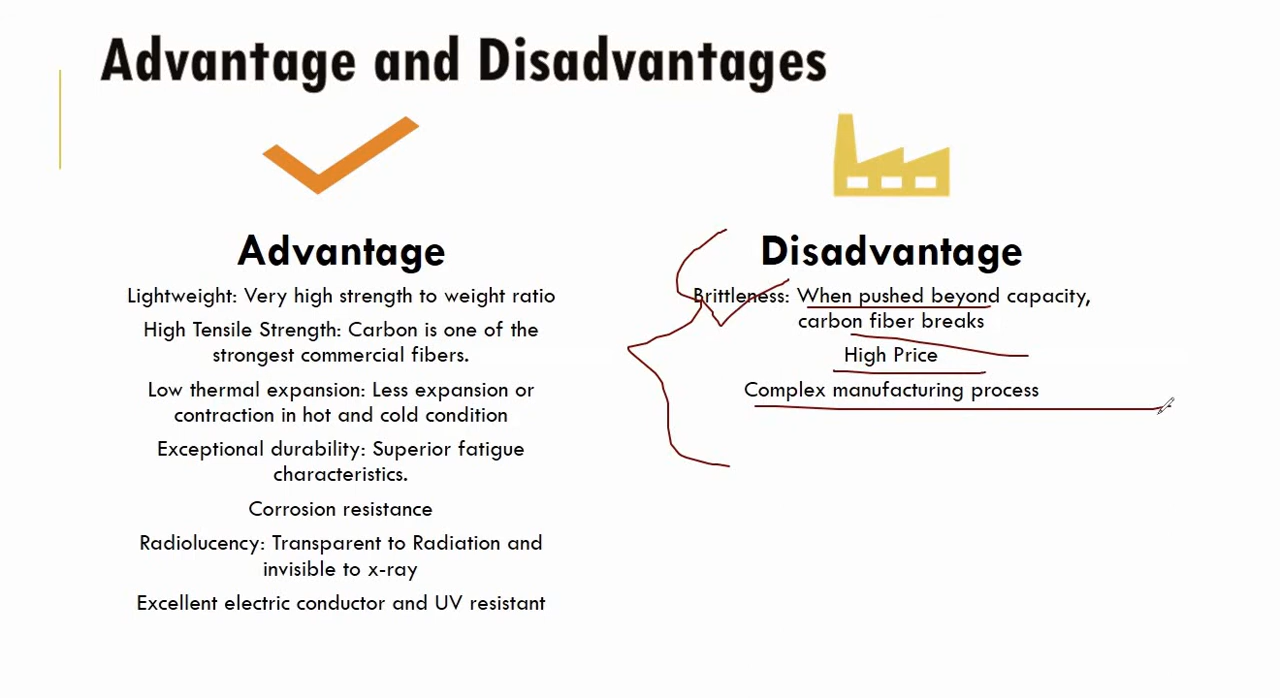 Advantage and Disadvantages
Advantage
Lightweight: Very high strength to weight ratio
High Tensile Strength: Carbon is one of the
strongest commercial fibers.
Low thermal expansion: Less expansion or
contraction in hot and cold condition
Exceptional durability: Superior fatigue
characteristics.
Corrosion resistance
Radiolucency: Transparent to Radiation and
invisible to x-ray
Excellent electric conductor and UV resistant
Disadvantage
Brittleness: When pushed beyond capacity,
carbon fiber breaks
High Price
Complex manufacturing process